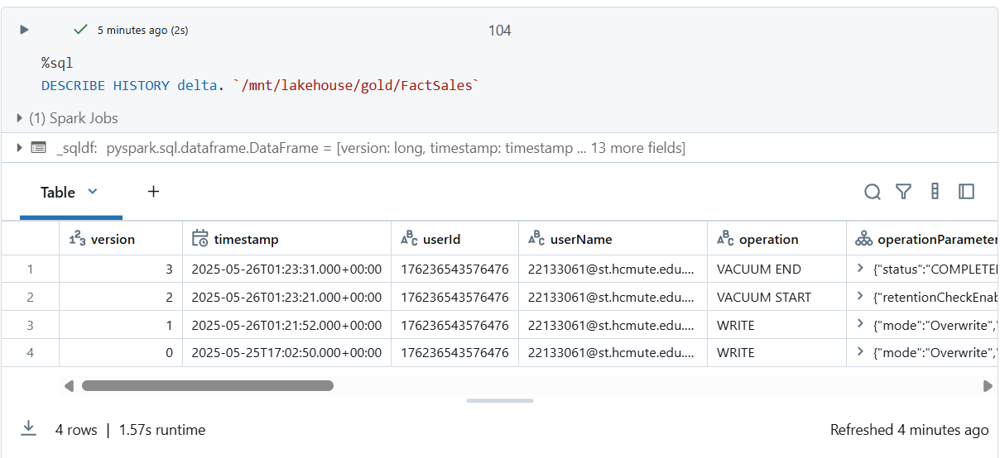 5 minutes ago (2s) 104
%sql
DESCRIBE HISTORY delta. `/mnt/lakehouse/gold/FactSales`
(1) Spark Jobs
_sqldf: pyspark.sql.dataframe.DataFrame = [version: long, timestamp: timestamp ... 13 more fields]
Table +
version timestamp userId userName operation operationParameter
1 3 2025-05-26T01:23:31.000+00:00 176236543576476 22133061@st.hcmute.edu.... VACUUM END {"status":"COMPLETE
2 2 2025-05-26T01:23:21.000+00:00 176236543576476 22133061@st.hcmute.edu.... VACUUM START {"retentionCheckEnab
3 1 2025-05-26T01:21:52.000+00:00 176236543576476 22133061@st.hcmute.edu.... WRITE {"mode":"Overwrite","
4 0 2025-05-25T17:02:50.000+00:00 176236543576476 22133061@st.hcmute.edu.... WRITE {"mode":"Overwrite","
4 rows | 1.57s runtime Refreshed 4 minutes ago